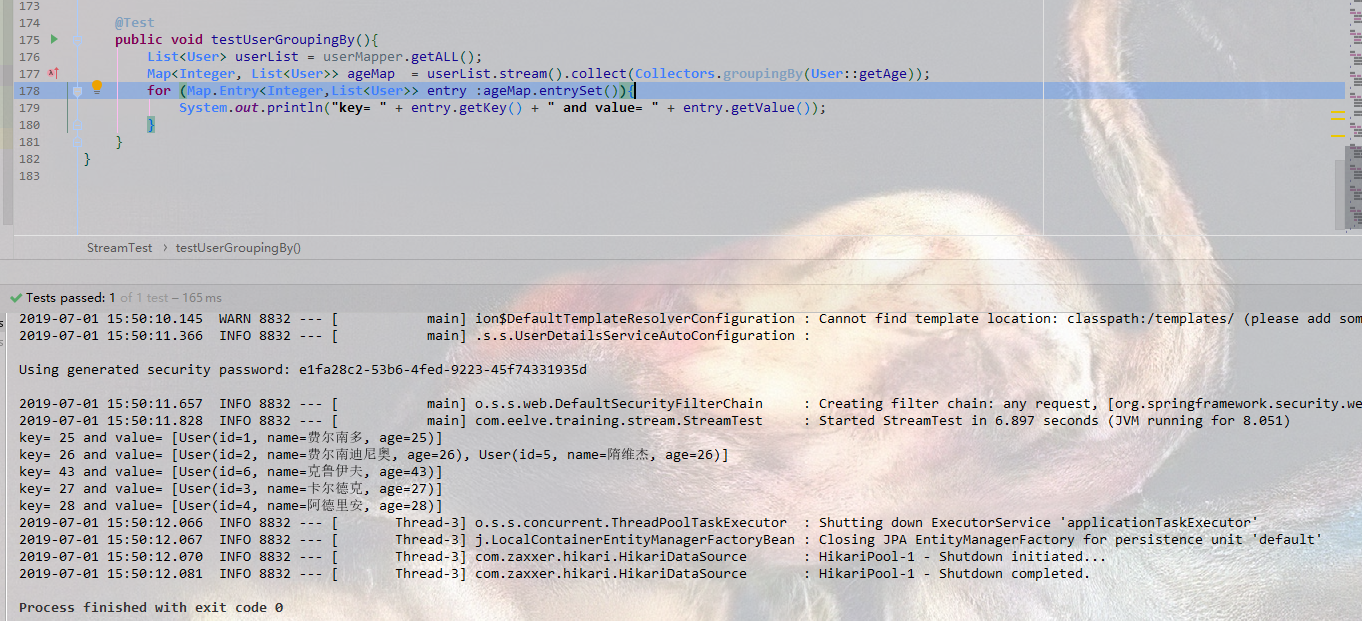 173
174 @Test
175 public void testUserGroupingBy(){
176 List<User> userList = userMapper.getALL();
177 Map<Integer, List<User>> ageMap  = userList.stream().collect(Collectors.groupingBy(User::getAge));
178 for (Map.Entry<Integer,List<User>> entry :ageMap.entrySet()){
179 System.out.println("key= " + entry.getKey() + " and value= " + entry.getValue());
180 }
181 }
182 }
183
StreamTest › testUserGroupingBy()
Tests passed: 1 of 1 test – 165 ms
2019-07-01 15:50:10.145  WARN 8832 --- [           main] ion$DefaultTemplateResolverConfiguration : Cannot find template location: classpath:/templates/ (please add som
2019-07-01 15:50:11.366  INFO 8832 --- [           main] .s.s.UserDetailsServiceAutoConfiguration :
Using generated security password: e1fa28c2-53b6-4fed-9223-45f74331935d
2019-07-01 15:50:11.657  INFO 8832 --- [           main] o.s.s.web.DefaultSecurityFilterChain     : Creating filter chain: any request, [org.springframework.security.we
2019-07-01 15:50:11.828  INFO 8832 --- [           main] com.eelve.training.stream.StreamTest     : Started StreamTest in 6.897 seconds (JVM running for 8.051)
key= 25 and value= [User(id=1, name=费尔南多, age=25)]
key= 26 and value= [User(id=2, name=费尔南迪尼奥, age=26), User(id=5, name=隋维杰, age=26)]
key= 43 and value= [User(id=6, name=克鲁伊夫, age=43)]
key= 27 and value= [User(id=3, name=卡尔德克, age=27)]
key= 28 and value= [User(id=4, name=阿德里安, age=28)]
2019-07-01 15:50:12.066  INFO 8832 --- [       Thread-3] o.s.s.concurrent.ThreadPoolTaskExecutor  : Shutting down ExecutorService 'applicationTaskExecutor'
2019-07-01 15:50:12.067  INFO 8832 --- [       Thread-3] j.LocalContainerEntityManagerFactoryBean : Closing JPA EntityManagerFactory for persistence unit 'default'
2019-07-01 15:50:12.070  INFO 8832 --- [       Thread-3] com.zaxxer.hikari.HikariDataSource       : HikariPool-1 - Shutdown initiated...
2019-07-01 15:50:12.081  INFO 8832 --- [       Thread-3] com.zaxxer.hikari.HikariDataSource       : HikariPool-1 - Shutdown completed.
Process finished with exit code 0